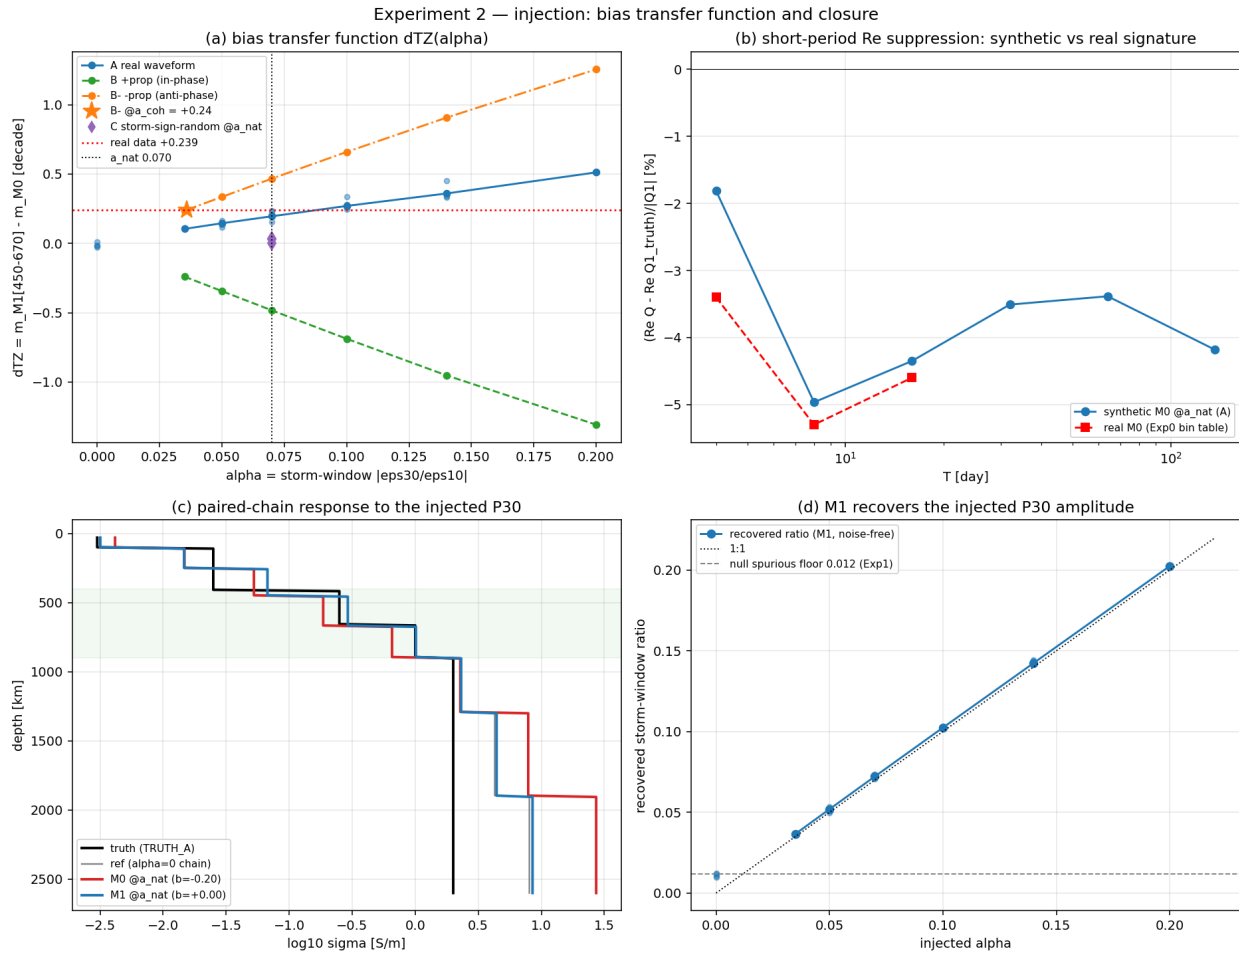 Experiment 2 — injection: bias transfer function and closure
(a) bias transfer function dTZ(alpha)
dTZ = m_M1[450-670] - m_M0 [decade]
1.0
0.5
0.0
−0.5
−1.0
A real waveform
B +prop (in-phase)
B- -prop (anti-phase)
B- @a_coh = +0.24
C storm-sign-random @a_nat
real data +0.239
a_nat 0.070
0.000 0.025 0.050 0.075 0.100 0.125 0.150 0.175 0.200
alpha = storm-window |eps30/eps10|
(b) short-period Re suppression: synthetic vs real signature
(Re Q - Re Q1_truth)/|Q1| [%]
0
−1
−2
−3
−4
−5
synthetic M0 @a_nat (A)
real M0 (Exp0 bin table)
10¹ 10²
T [day]
(c) paired-chain response to the injected P30
depth [km]
0
500
1000
1500
2000
2500
truth (TRUTH_A)
ref (alpha=0 chain)
M0 @a_nat (b=-0.20)
M1 @a_nat (b=+0.00)
−2.5 −2.0 −1.5 −1.0 −0.5 0.0 0.5 1.0 1.5
log10 sigma [S/m]
(d) M1 recovers the injected P30 amplitude
recovered storm-window ratio
recovered ratio (M1, noise-free)
1:1
null spurious floor 0.012 (Exp1)
0.20
0.15
0.10
0.05
0.00
0.00 0.05 0.10 0.15 0.20
injected alpha